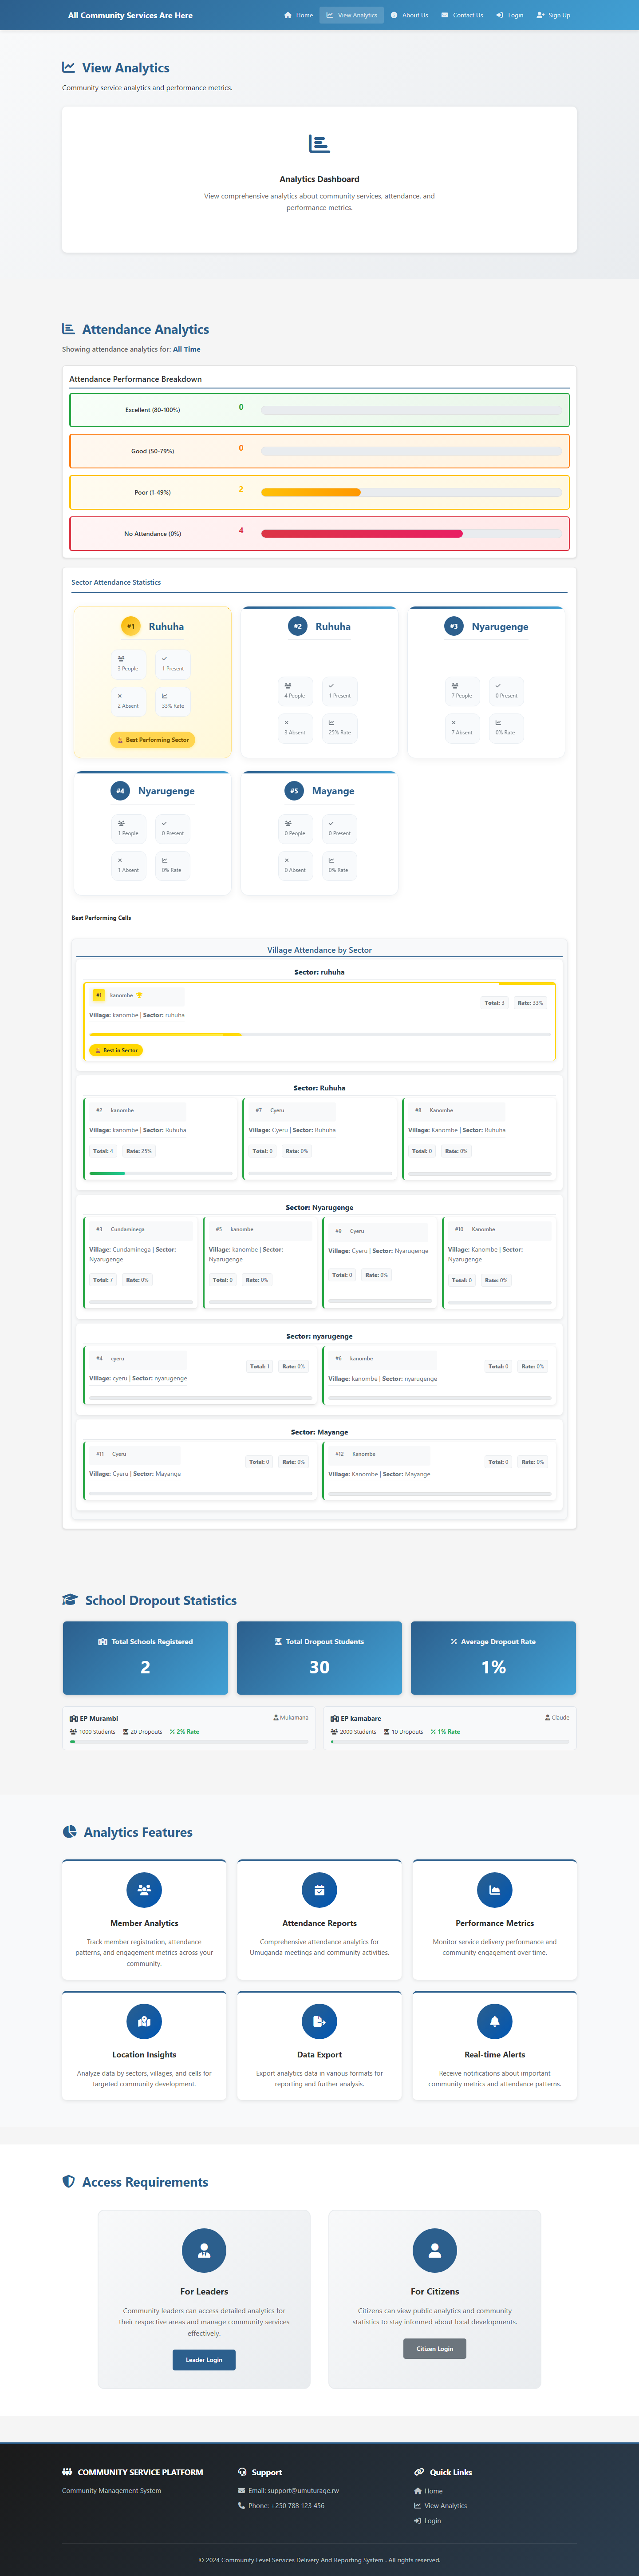 All Community Services Are Here
Home
View Analytics
About Us
Contact Us
Login
Sign Up
View Analytics
Community service analytics and performance metrics.
Analytics Dashboard
View comprehensive analytics about community services, attendance, and
performance metrics.
Attendance Analytics
Showing attendance analytics for: All Time
Attendance Performance Breakdown
Excellent (80-100%)
0
Good (50-79%)
0
Poor (1-49%)
2
No Attendance (0%)
4
Sector Attendance Statistics
#1 Ruhuha
3 People
1 Present
2 Absent
33% Rate
Best Performing Sector
#2 Ruhuha
4 People
1 Present
3 Absent
25% Rate
#3 Nyarugenge
7 People
0 Present
7 Absent
0% Rate
#4 Nyarugenge
1 People
0 Present
1 Absent
0% Rate
#5 Mayange
0 People
0 Present
0 Absent
0% Rate
Best Performing Cells
Village Attendance by Sector
Sector: ruhuha
#1 kanombe
Total: 3 Rate: 33%
Village: kanombe | Sector: ruhuha
Best in Sector
Sector: Ruhuha
#2 kanombe
Village: kanombe | Sector: Ruhuha
Total: 4 Rate: 25%
#7 Cyeru
Village: Cyeru | Sector: Ruhuha
Total: 0 Rate: 0%
#8 Kanombe
Village: Kanombe | Sector: Ruhuha
Total: 0 Rate: 0%
Sector: Nyarugenge
#3 Cundaminega
Village: Cundaminega | Sector:
Nyarugenge
Total: 7 Rate: 0%
#5 kanombe
Village: kanombe | Sector:
Nyarugenge
Total: 0 Rate: 0%
#9 Cyeru
Village: Cyeru | Sector: Nyarugenge
Total: 0 Rate: 0%
#10 Kanombe
Village: Kanombe | Sector:
Nyarugenge
Total: 0 Rate: 0%
Sector: nyarugenge
#4 cyeru
Total: 1 Rate: 0%
Village: cyeru | Sector: nyarugenge
#6 kanombe
Total: 0 Rate: 0%
Village: kanombe | Sector: nyarugenge
Sector: Mayange
#11 Cyeru
Total: 0 Rate: 0%
Village: Cyeru | Sector: Mayange
#12 Kanombe
Total: 0 Rate: 0%
Village: Kanombe | Sector: Mayange
School Dropout Statistics
Total Schools Registered
2
Total Dropout Students
30
Average Dropout Rate
1%
EP Murambi
Mukamana
1000 Students 20 Dropouts 2% Rate
EP kamabare
Claude
2000 Students 10 Dropouts 1% Rate
Analytics Features
Member Analytics
Track member registration, attendance
patterns, and engagement metrics across your
community.
Attendance Reports
Comprehensive attendance analytics for
Umuganda meetings and community activities.
Performance Metrics
Monitor service delivery performance and
community engagement over time.
Location Insights
Analyze data by sectors, villages, and cells for
targeted community development.
Data Export
Export analytics data in various formats for
reporting and further analysis.
Real-time Alerts
Receive notifications about important
community metrics and attendance patterns.
Access Requirements
For Leaders
Community leaders can access detailed analytics for
their respective areas and manage community services
effectively.
Leader Login
For Citizens
Citizens can view public analytics and community
statistics to stay informed about local developments.
Citizen Login
COMMUNITY SERVICE PLATFORM
Community Management System
Support
Email: support@umuturage.rw
Phone: +250 788 123 456
Quick Links
Home
View Analytics
Login
© 2024 Community Level Services Delivery And Reporting System . All rights reserved.